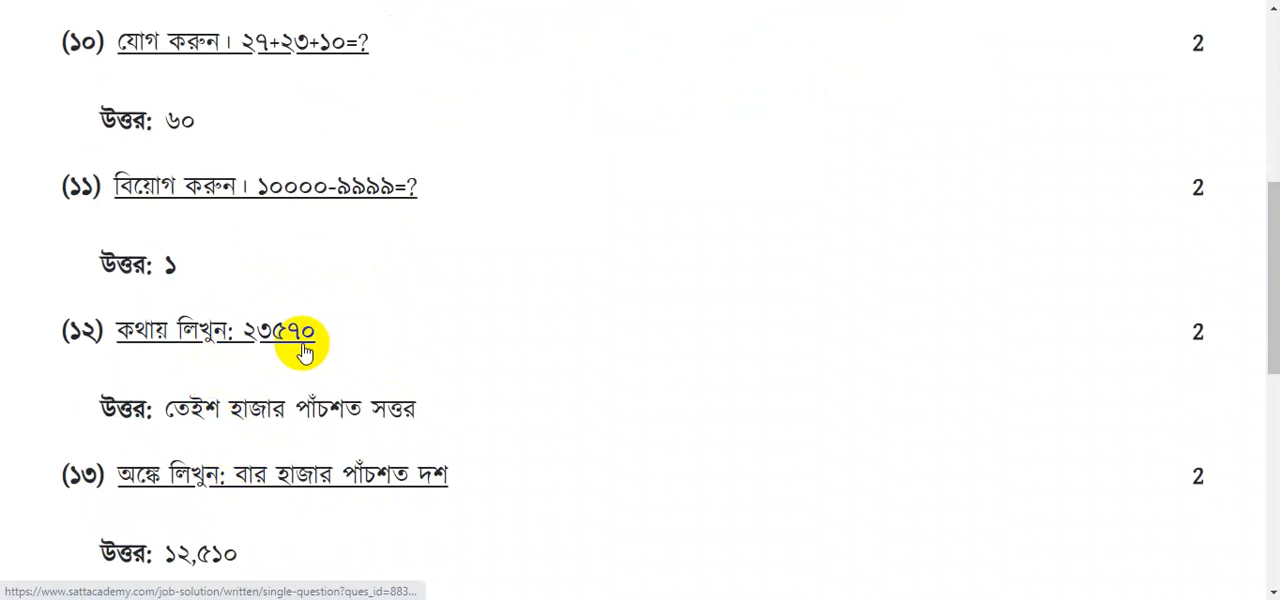 (১০) যোগ করুন। ২৭+২৩+১০=? 2
উত্তর: ৬০
(১১) বিয়োগ করুন। ১০০০০-৯৯৯৯=? 2
উত্তর: ১
(১২) কথায় লিখুন: ২৩৫৭০ 2
উত্তর: তেইশ হাজার পাঁচশত সত্তর
(১৩) অঙ্কে লিখুন: বার হাজার পাঁচশত দশ 2
উত্তর: ১২,৫১০
https://www.sattacademy.com/job-solution/written/single-question?ques_id=883...